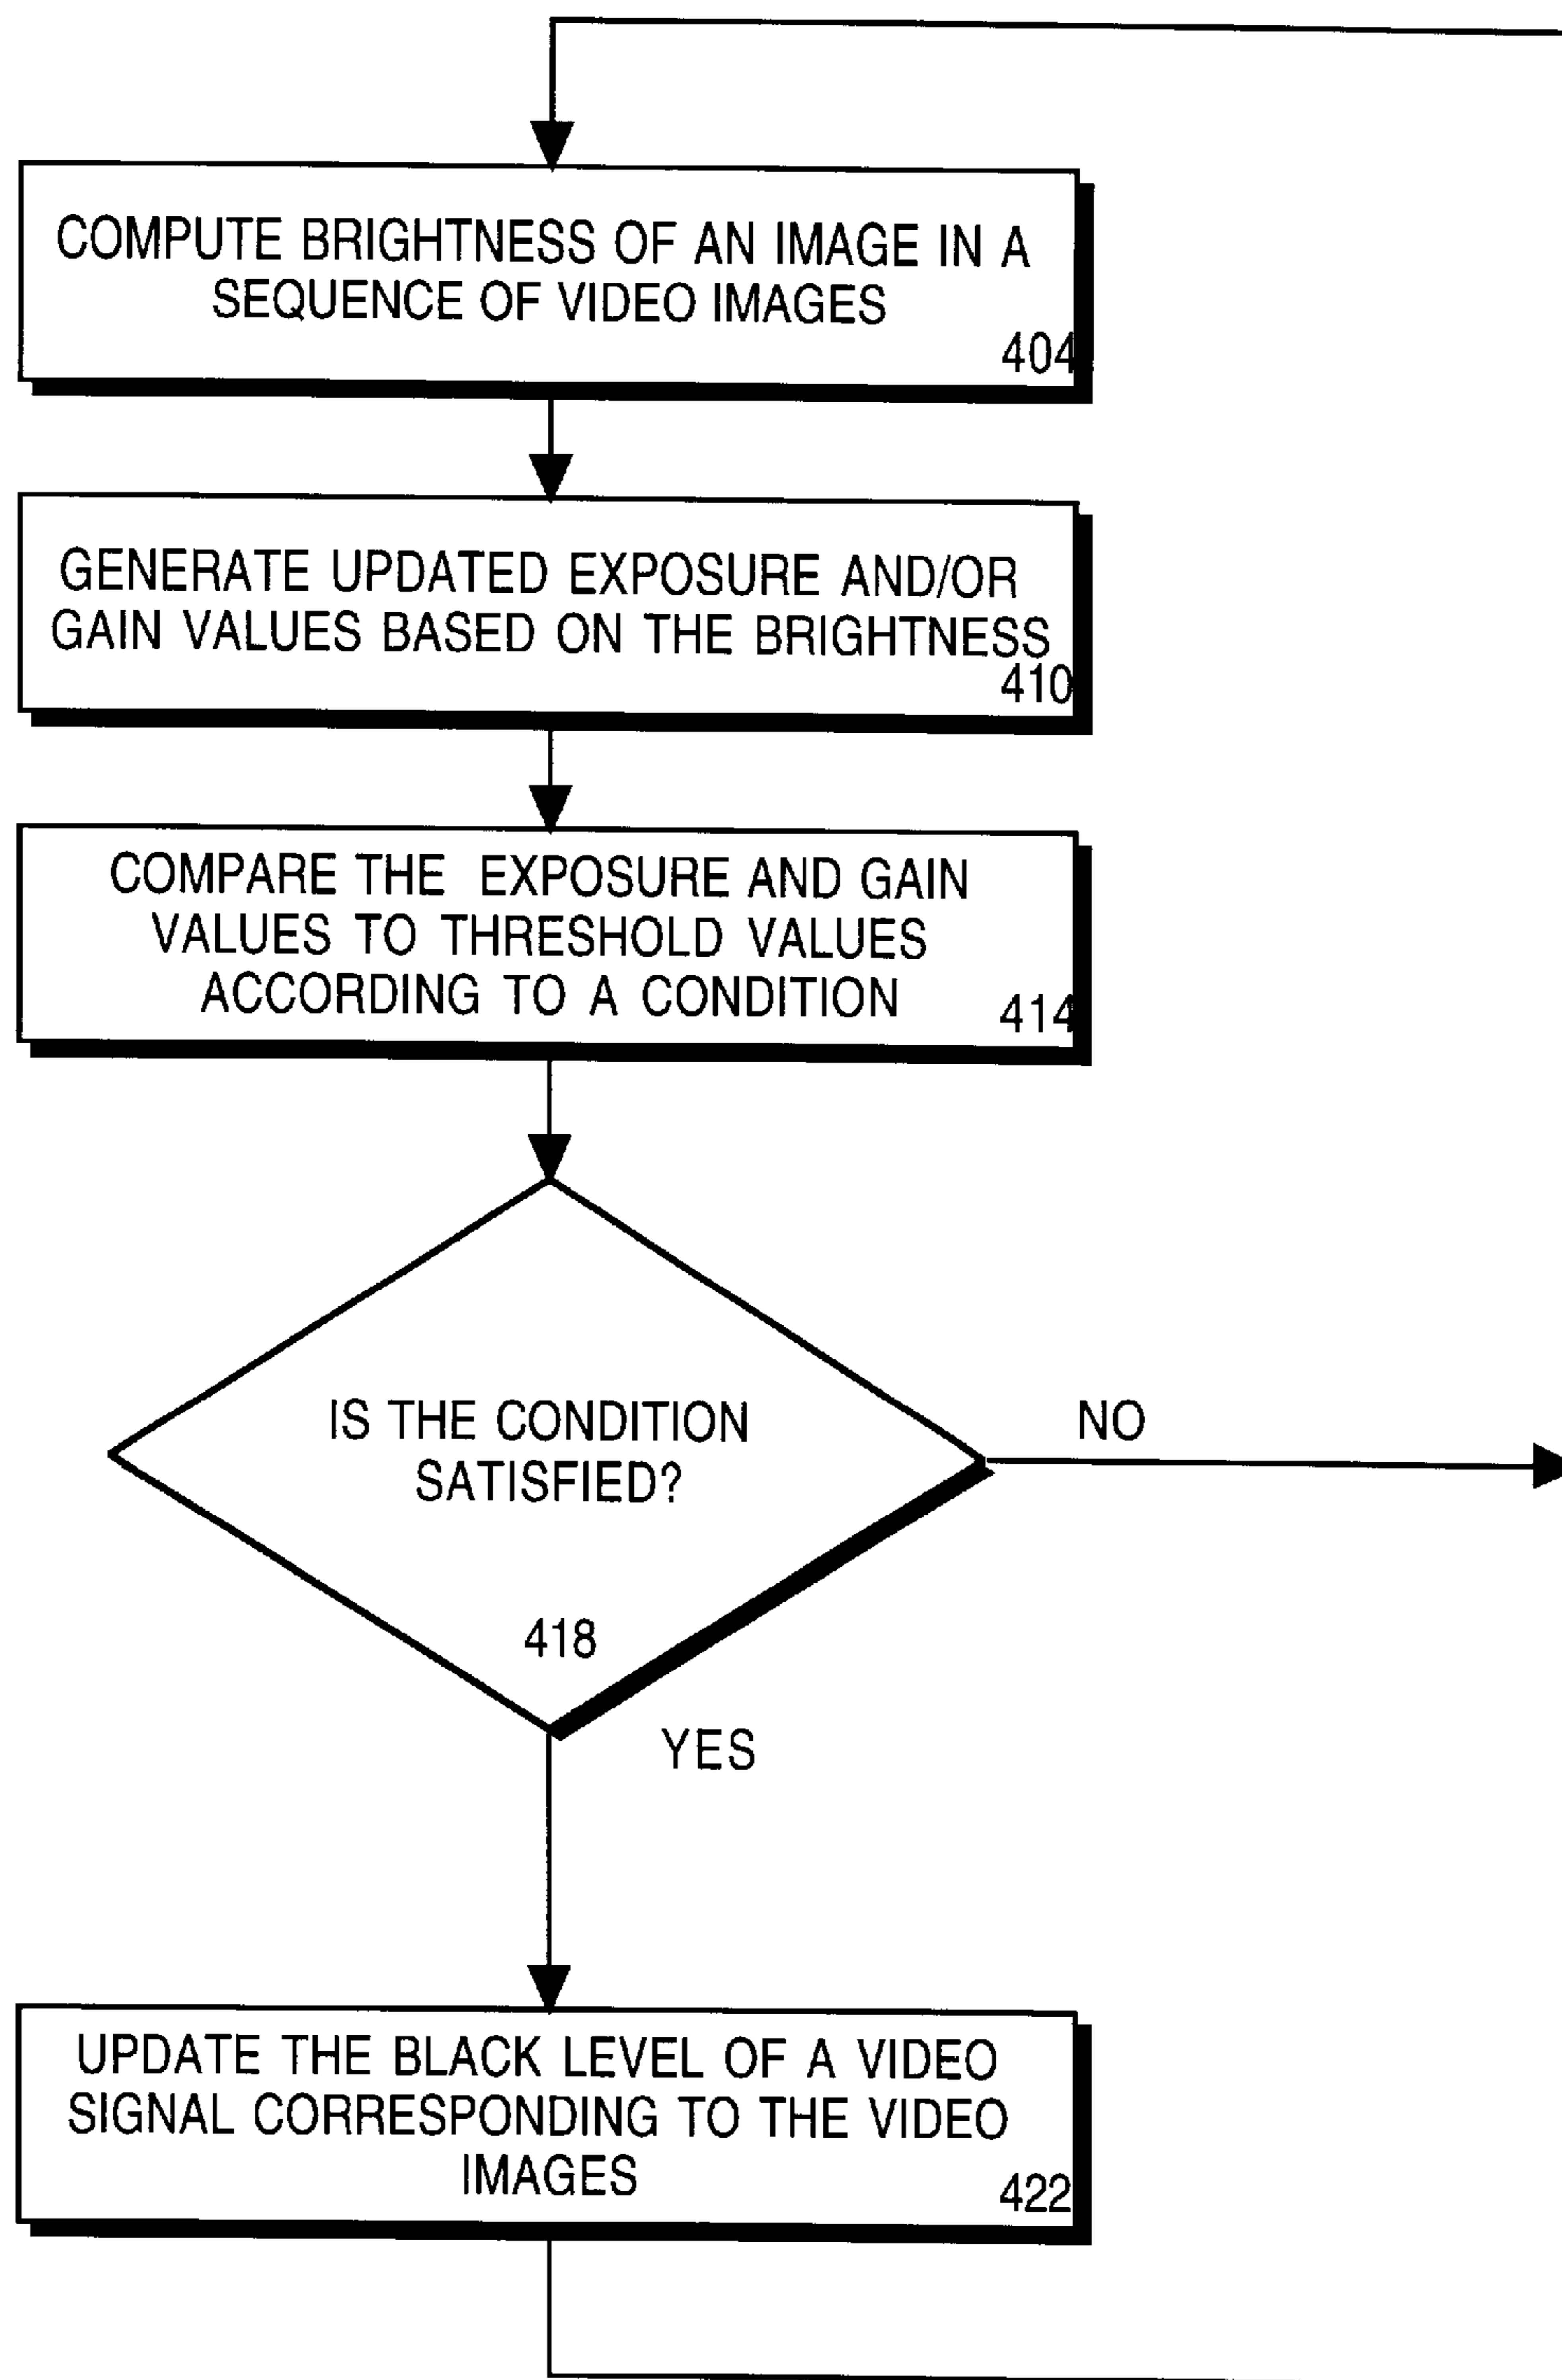 COMPUTE BRIGHTNESS OF AN IMAGE IN A
SEQUENCE OF VIDEO IMAGES
404
GENERATE UPDATED EXPOSURE AND/OR
GAIN VALUES BASED ON THE BRIGHTNESS
410
COMPARE THE EXPOSURE AND GAIN
VALUES TO THRESHOLD VALUES
ACCORDING TO A CONDITION
414
IS THE CONDITION
SATISFIED?
NO
418
YES
UPDATE THE BLACK LEVEL OF A VIDEO
SIGNAL CORRESPONDING TO THE VIDEO
IMAGES
422